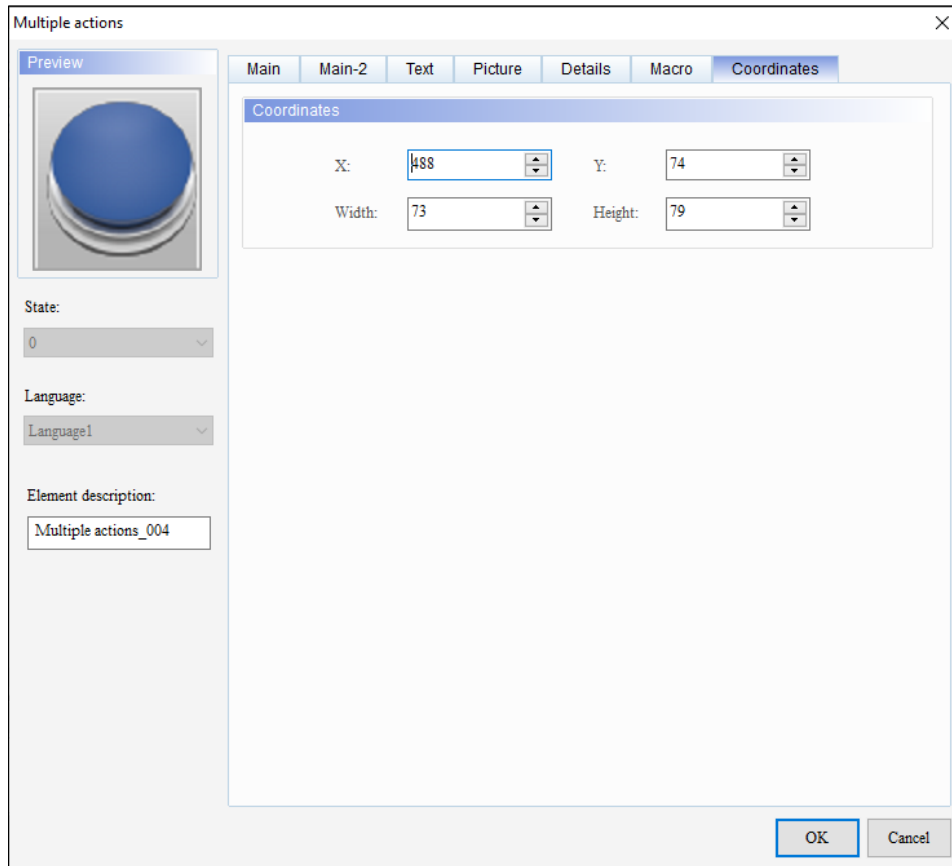 Multiple actions
Preview
Main Main-2 Text Picture Details Macro Coordinates
Coordinates
X: 488 Y: 74
Width: 73 Height: 79
State:
0
Language:
Language1
Element description:
Multiple actions_004
OK Cancel